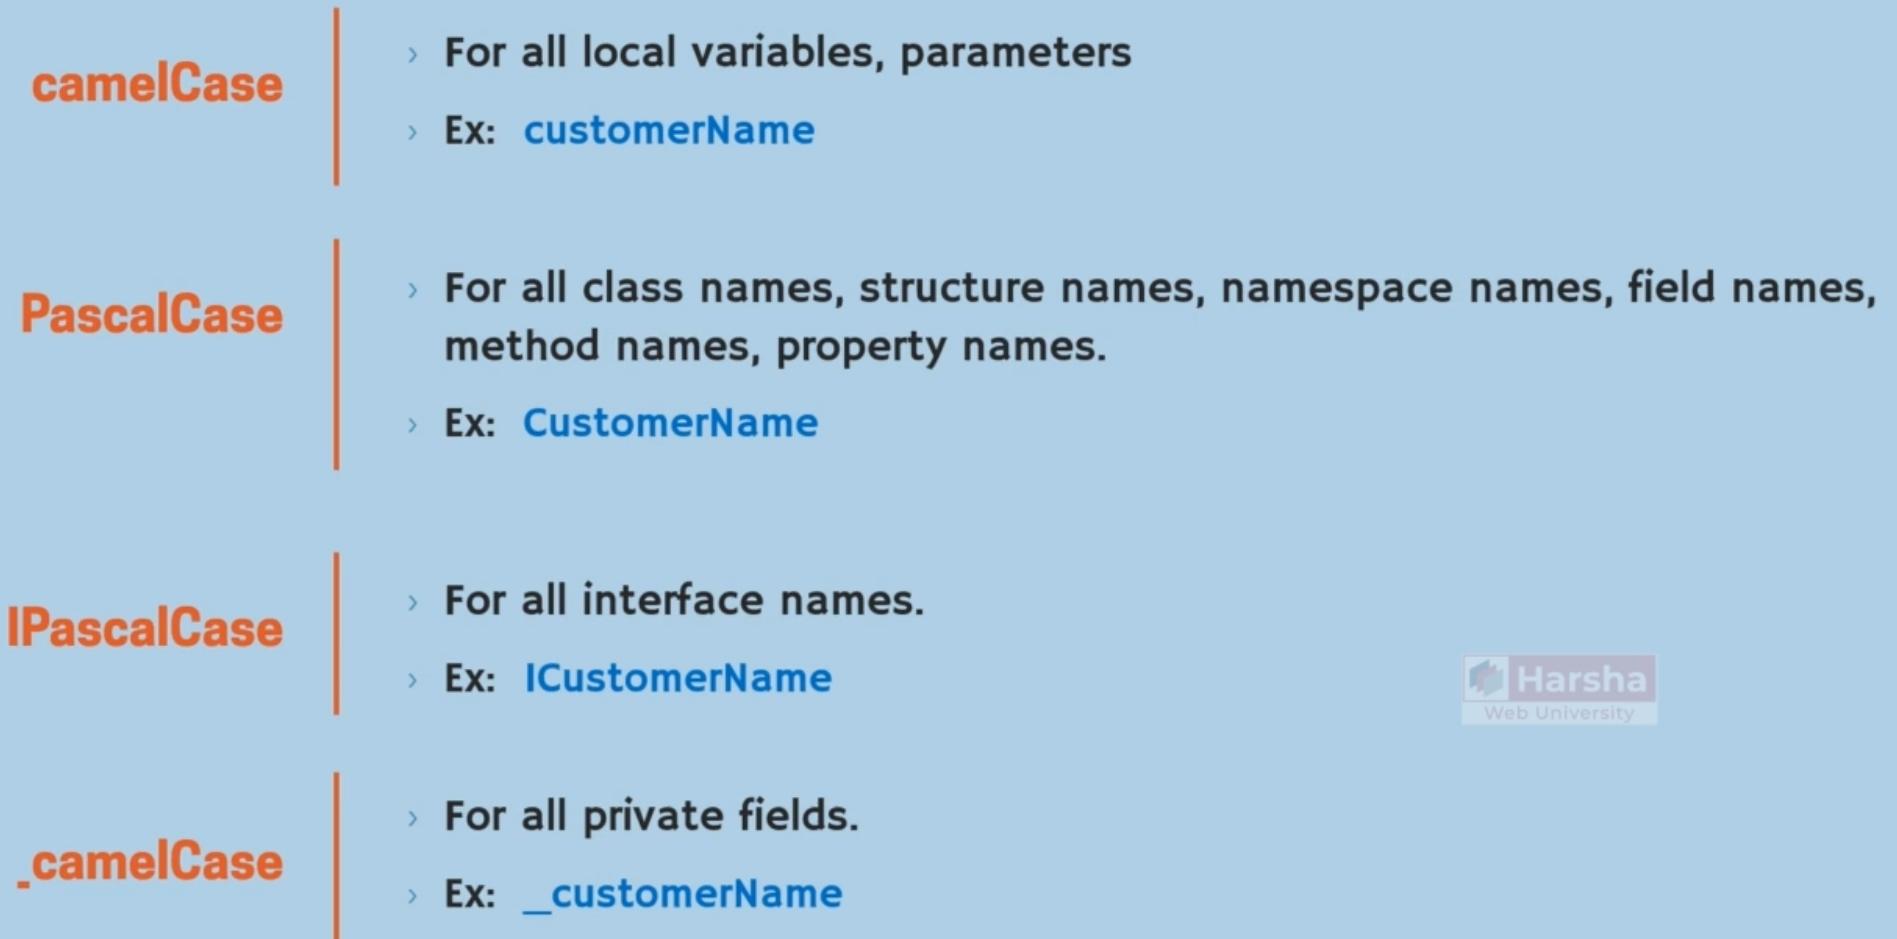 camelCase
› For all local variables, parameters
› Ex: customerName
PascalCase
› For all class names, structure names, namespace names, field names,
method names, property names.
› Ex: CustomerName
IPascalCase
› For all interface names.
› Ex: ICustomerName
Harsha
Web University
_camelCase
› For all private fields.
› Ex: _customerName